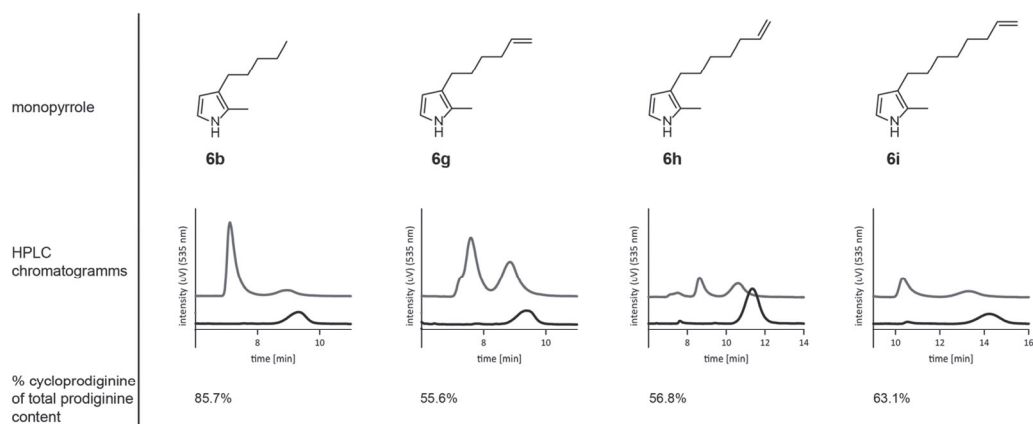 monopyrrole
N
H
N
H
N
H
N
H
6b
6g
6h
6i
HPLC
chromatogramms
intensity (uV) (535 nm)
8
10
time [min]
intensity (uV) (535 nm)
8
10
time [min]
intensity (uV) (535 nm)
8
10
12
14
time [min]
intensity (uV) (535 nm)
10
12
14
16
time [min]
% cycloprodiginine
of total prodiginine
content
85.7%
55.6%
56.8%
63.1%